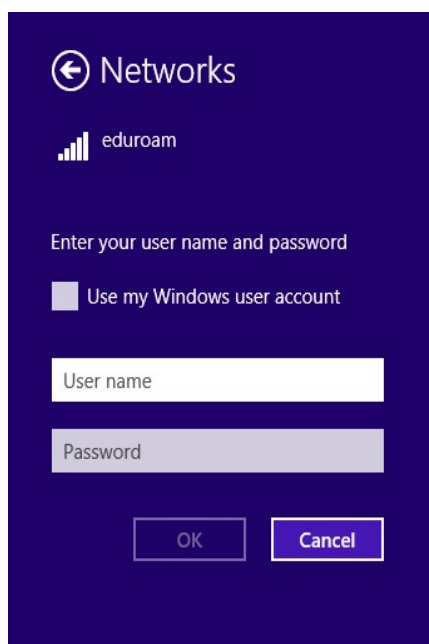 Networks
eduroam
Enter your user name and password
Use my Windows user account
User name
Password
OK
Cancel